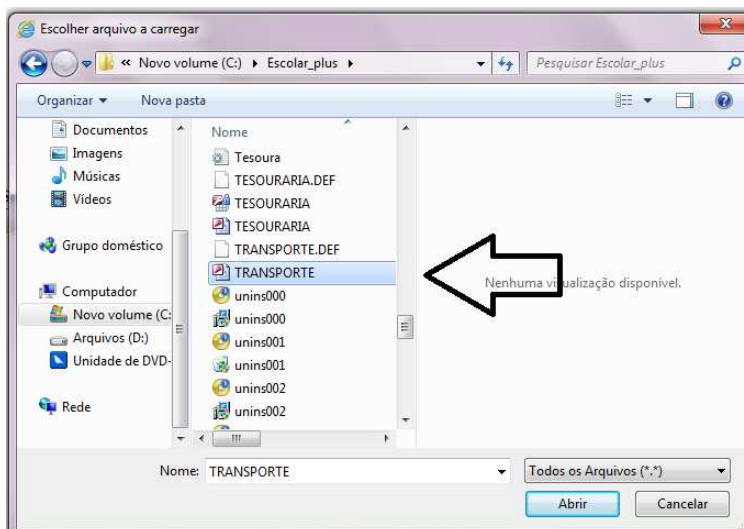 Escolher arquivo a carregar
« Novo volume (C:) ▸ Escolar_plus ▸
Pesquisar Escolar_plus
Organizar
Nova pasta
Documentos
Imagens
Músicas
Vídeos
Grupo doméstico
Computador
Novo volume (C:
Arquivos (D:)
Unidade de DVD-
Rede
Nome
Tesoura
TESOURARIA.DEF
TESOURARIA
TESOURARIA
TRANSPORTE.DEF
TRANSPORTE
unins000
unins000
unins001
unins001
unins002
unins002
Nenhuma visualização disponível.
Nome: TRANSPORTE
Todos os Arquivos (*.*)
Abrir
Cancelar